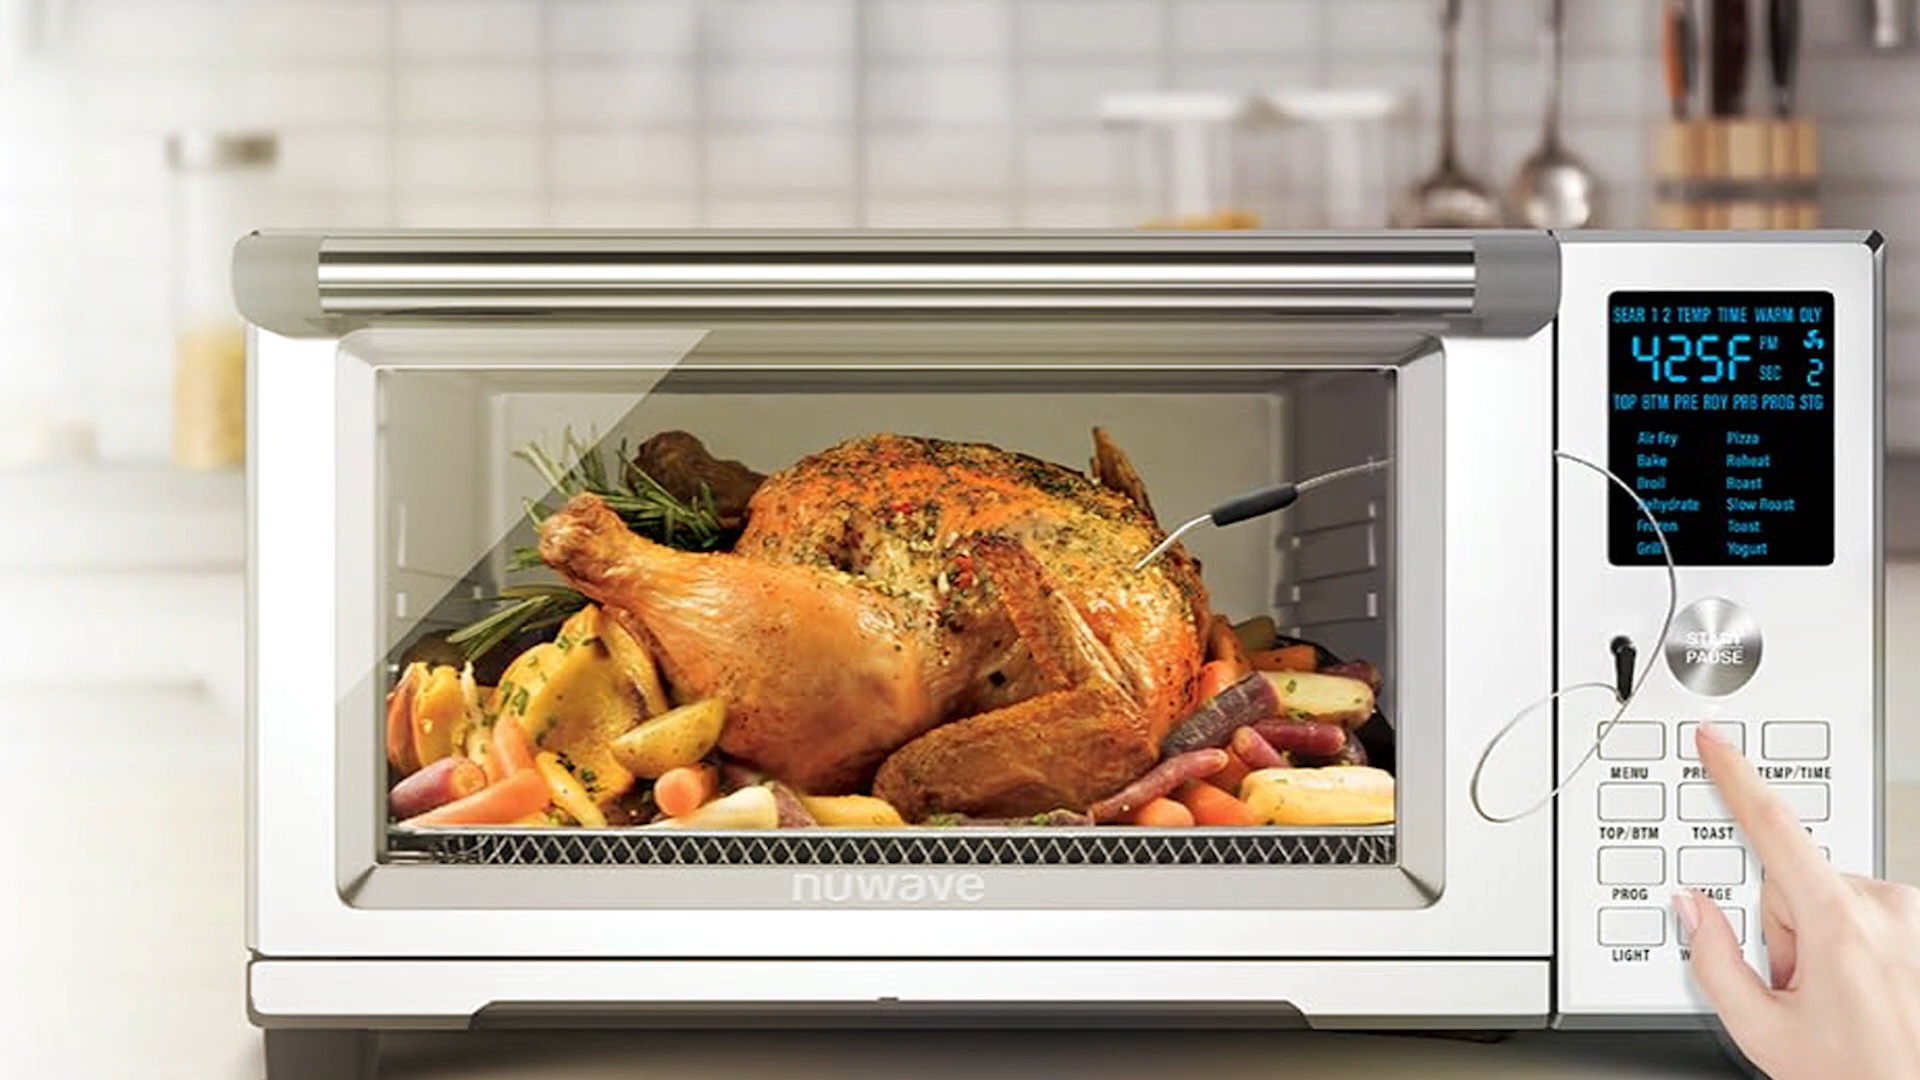 SEAR 1 2 TEMP TIME WARM DLY
425F PM
SEC 2
TOP BTM PRE RDY PRB PROG STG
Air Fry Pizza
Bake Reheat
Broil Roast
Dehydrate Slow Roast
Frozen Toast
Grill Yogurt
START
PAUSE
MENU TEMP/TIME
TOP/BTM TOAST
PROG STAGE
LIGHT
nuwave